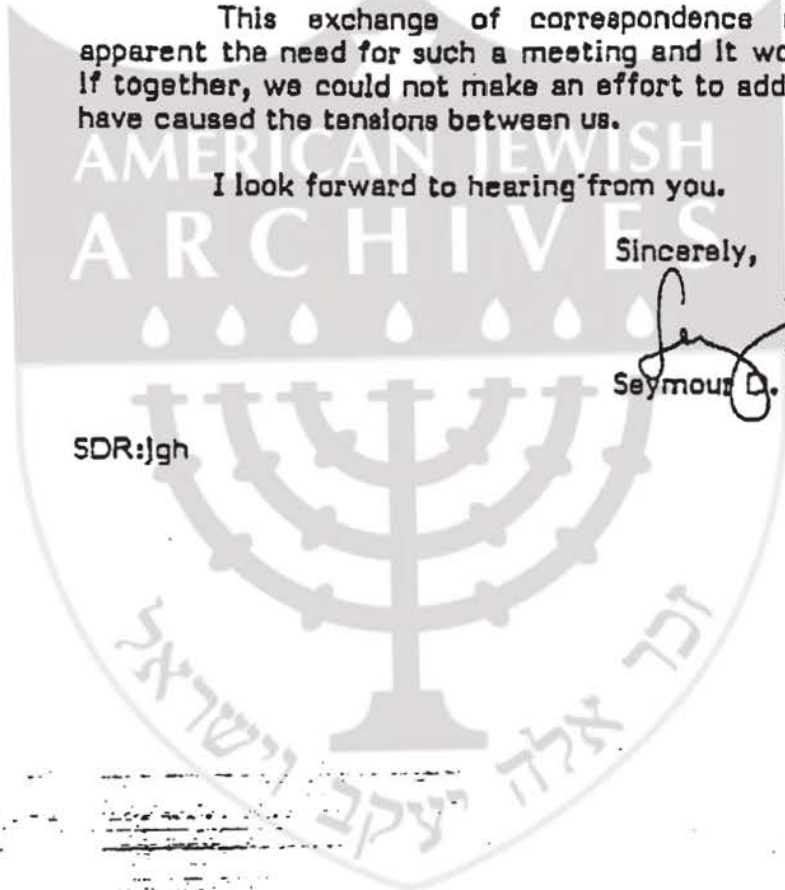 This exchange of correspondence
apparent the need for such a meeting and it wo
if together, we could not make an effort to add
have caused the tensions between us.
AMERICAN JEWISH
I look forward to hearing from you.
ARCHIVES
Sincerely,
Seymour D.
SDR:jgh
זכר אלה יעקב וישראל